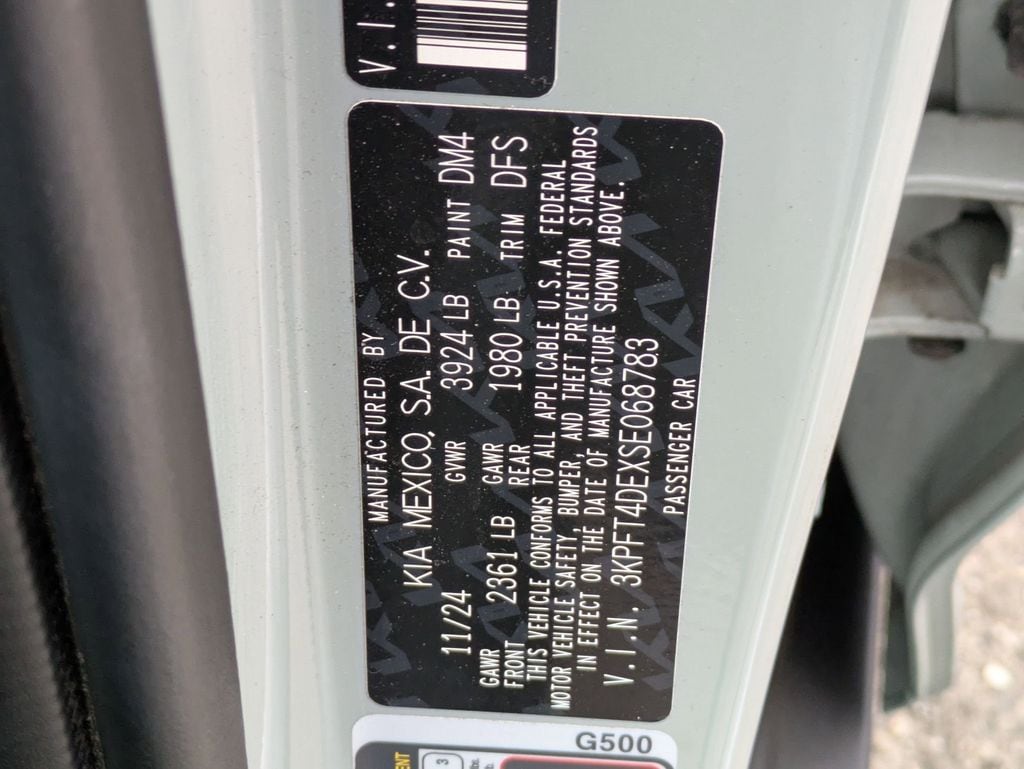 V.I.
MANUFACTURED BY
KIA MEXICO, S.A. DE C.V.
11/24 GVWR 3924 LB PAINT DM4
GAWR FRONT 2361 LB GAWR REAR 1980 LB TRIM DFS
THIS VEHICLE CONFORMS TO ALL APPLICABLE U.S.A. FEDERAL
MOTOR VEHICLE SAFETY, BUMPER, AND THEFT PREVENTION STANDARDS
IN EFFECT ON THE DATE OF MANUFACTURE SHOWN ABOVE.
V.I.N. 3KPFT4DEXSE068783
PASSENGER CAR
G500
3